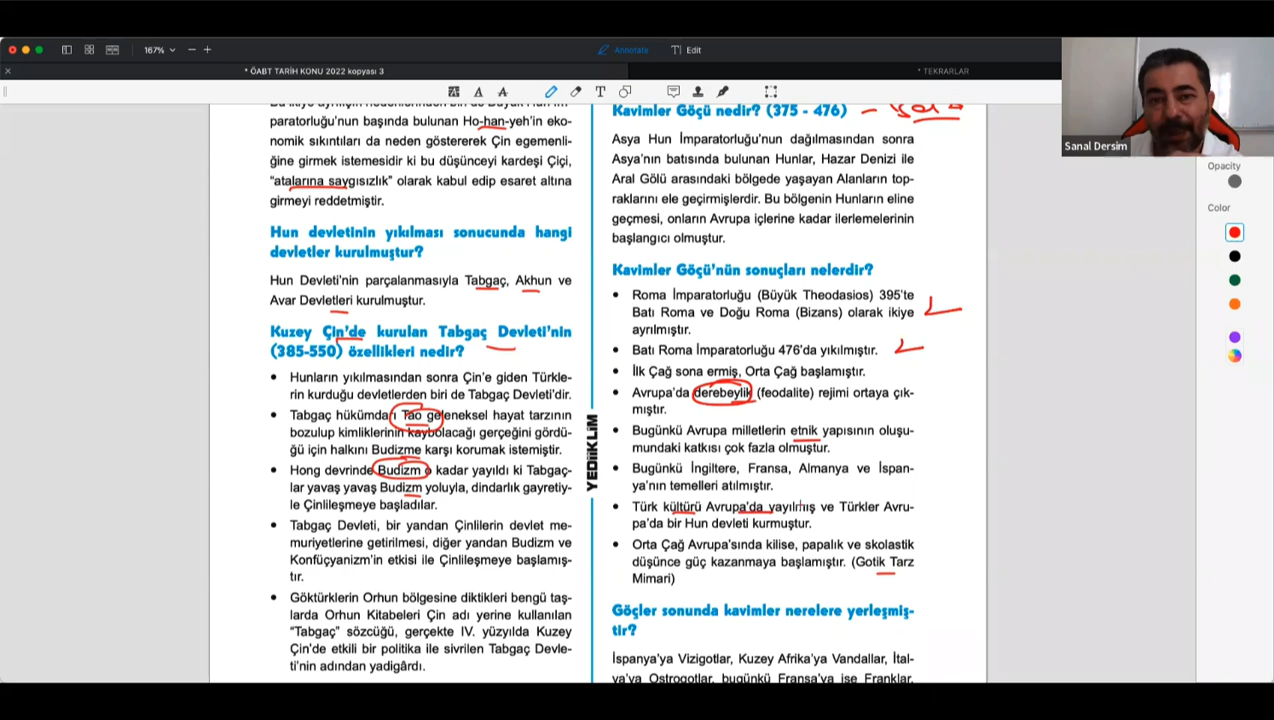 167%
Annotate
Edit
* ÖABT TARİH KONU 2022 kopyası 3
* TEKRARLAR
Sanal Dersim
Opacity
Color
paratorluğu'nun başında bulunan Ho-han-yeh'in eko-
nomik sıkıntıları da neden göstererek Çin egemenli-
ğine girmek istemesidir ki bu düşünceyi kardeşi Çiçi,
“atalarına saygısızlık” olarak kabul edip esaret altına
girmeyi reddetmiştir.
Hun devletinin yıkılması sonucunda hangi
devletler kurulmuştur?
Hun Devleti'nin parçalanmasıyla Tabgaç, Akhun ve
Avar Devletleri kurulmuştur.
Kuzey Çin'de kurulan Tabgaç Devleti'nin
(385-550) özellikleri nedir?
• Hunların yıkılmasından sonra Çin'e giden Türkle-
rin kurduğu devletlerden biri de Tabgaç Devleti'dir.
• Tabgaç hükümdarı Tao geleneksel hayat tarzının
bozulup kimliklerinin kaybolacağı gerçeğini gördü-
ğü için halkını Budizme karşı korumak istemiştir.
• Hong devrinde Budizm o kadar yayıldı ki Tabgaç-
lar yavaş yavaş Budizm yoluyla, dindarlık gayretiy-
le Çinlileşmeye başladılar.
• Tabgaç Devleti, bir yandan Çinlilerin devlet me-
muriyetlerine getirilmesi, diğer yandan Budizm ve
Konfüçyanizm'in etkisi ile Çinlileşmeye başlamış-
tır.
• Göktürklerin Orhun bölgesine diktikleri bengü taş-
larda Orhun Kitabeleri Çin adı yerine kullanılan
“Tabgaç” sözcüğü, gerçekte IV. yüzyılda Kuzey
Çin'de etkili bir politika ile sivrilen Tabgaç Devle-
ti'nin adından yadigârdı.
YEDİİKLİM
Kavimler Göçü nedir? (375 - 476)
Asya Hun İmparatorluğu'nun dağılmasından sonra
Asya'nın batısında bulunan Hunlar, Hazar Denizi ile
Aral Gölü arasındaki bölgede yaşayan Alanların top-
raklarını ele geçirmişlerdir. Bu bölgenin Hunların eline
geçmesi, onların Avrupa içlerine kadar ilerlemelerinin
başlangıcı olmuştur.
Kavimler Göçü'nün sonuçları nelerdir?
• Roma İmparatorluğu (Büyük Theodasios) 395'te
Batı Roma ve Doğu Roma (Bizans) olarak ikiye
ayrılmıştır.
• Batı Roma İmparatorluğu 476'da yıkılmıştır.
• İlk Çağ sona ermiş, Orta Çağ başlamıştır.
• Avrupa'da derebeylik (feodalite) rejimi ortaya çık-
mıştır.
• Bugünkü Avrupa milletlerin etnik yapısının oluşu-
mundaki katkısı çok fazla olmuştur.
• Bugünkü İngiltere, Fransa, Almanya ve İspan-
ya'nın temelleri atılmıştır.
• Türk kültürü Avrupa'da yayılmış ve Türkler Avru-
pa'da bir Hun devleti kurmuştur.
• Orta Çağ Avrupa'sında kilise, papalık ve skolastik
düşünce güç kazanmaya başlamıştır. (Gotik Tarz
Mimari)
Göçler sonunda kavimler nerelere yerleşmiş-
tir?
İspanya'ya Vizigotlar, Kuzey Afrika'ya Vandallar, İtal-
ya'ya Ostrogotlar, bugünkü Fransa'ya ise Franklar,